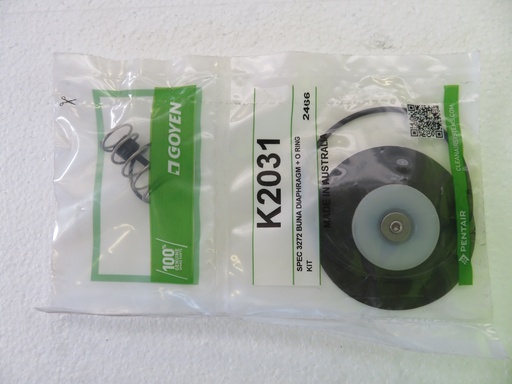 GOYEN
100%
K2031
SPEC 3272 BUNA DIAPHRAGM + O RING
KIT
2466
MADE IN AUSTRALIA
PENTAIR